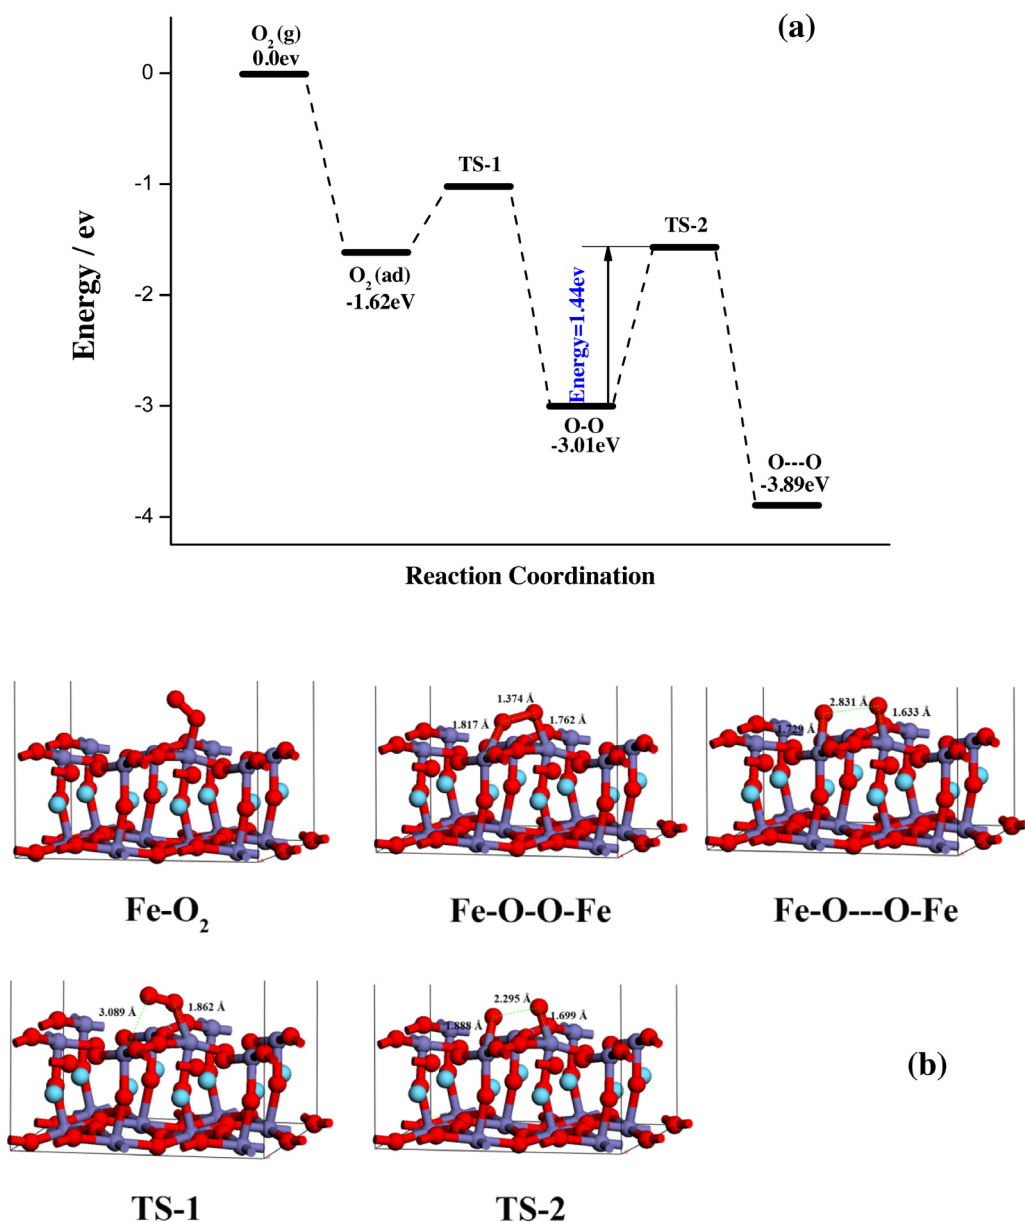 (a)
O2(g)
0.0ev
0
TS-1
-1
TS-2
O2(ad)
-1.62eV
-2
Energy=1.44ev
Energy / ev
-3
O-O
-3.01eV
O---O
-3.89eV
-4
Reaction Coordination
1.374 Å
1.817 Å
1.762 Å
2.831 Å
1.729 Å
1.633 Å
Fe-O2
Fe-O-O-Fe
Fe-O---O-Fe
3.089 Å
1.862 Å
2.295 Å
1.888 Å
1.699 Å
(b)
TS-1
TS-2